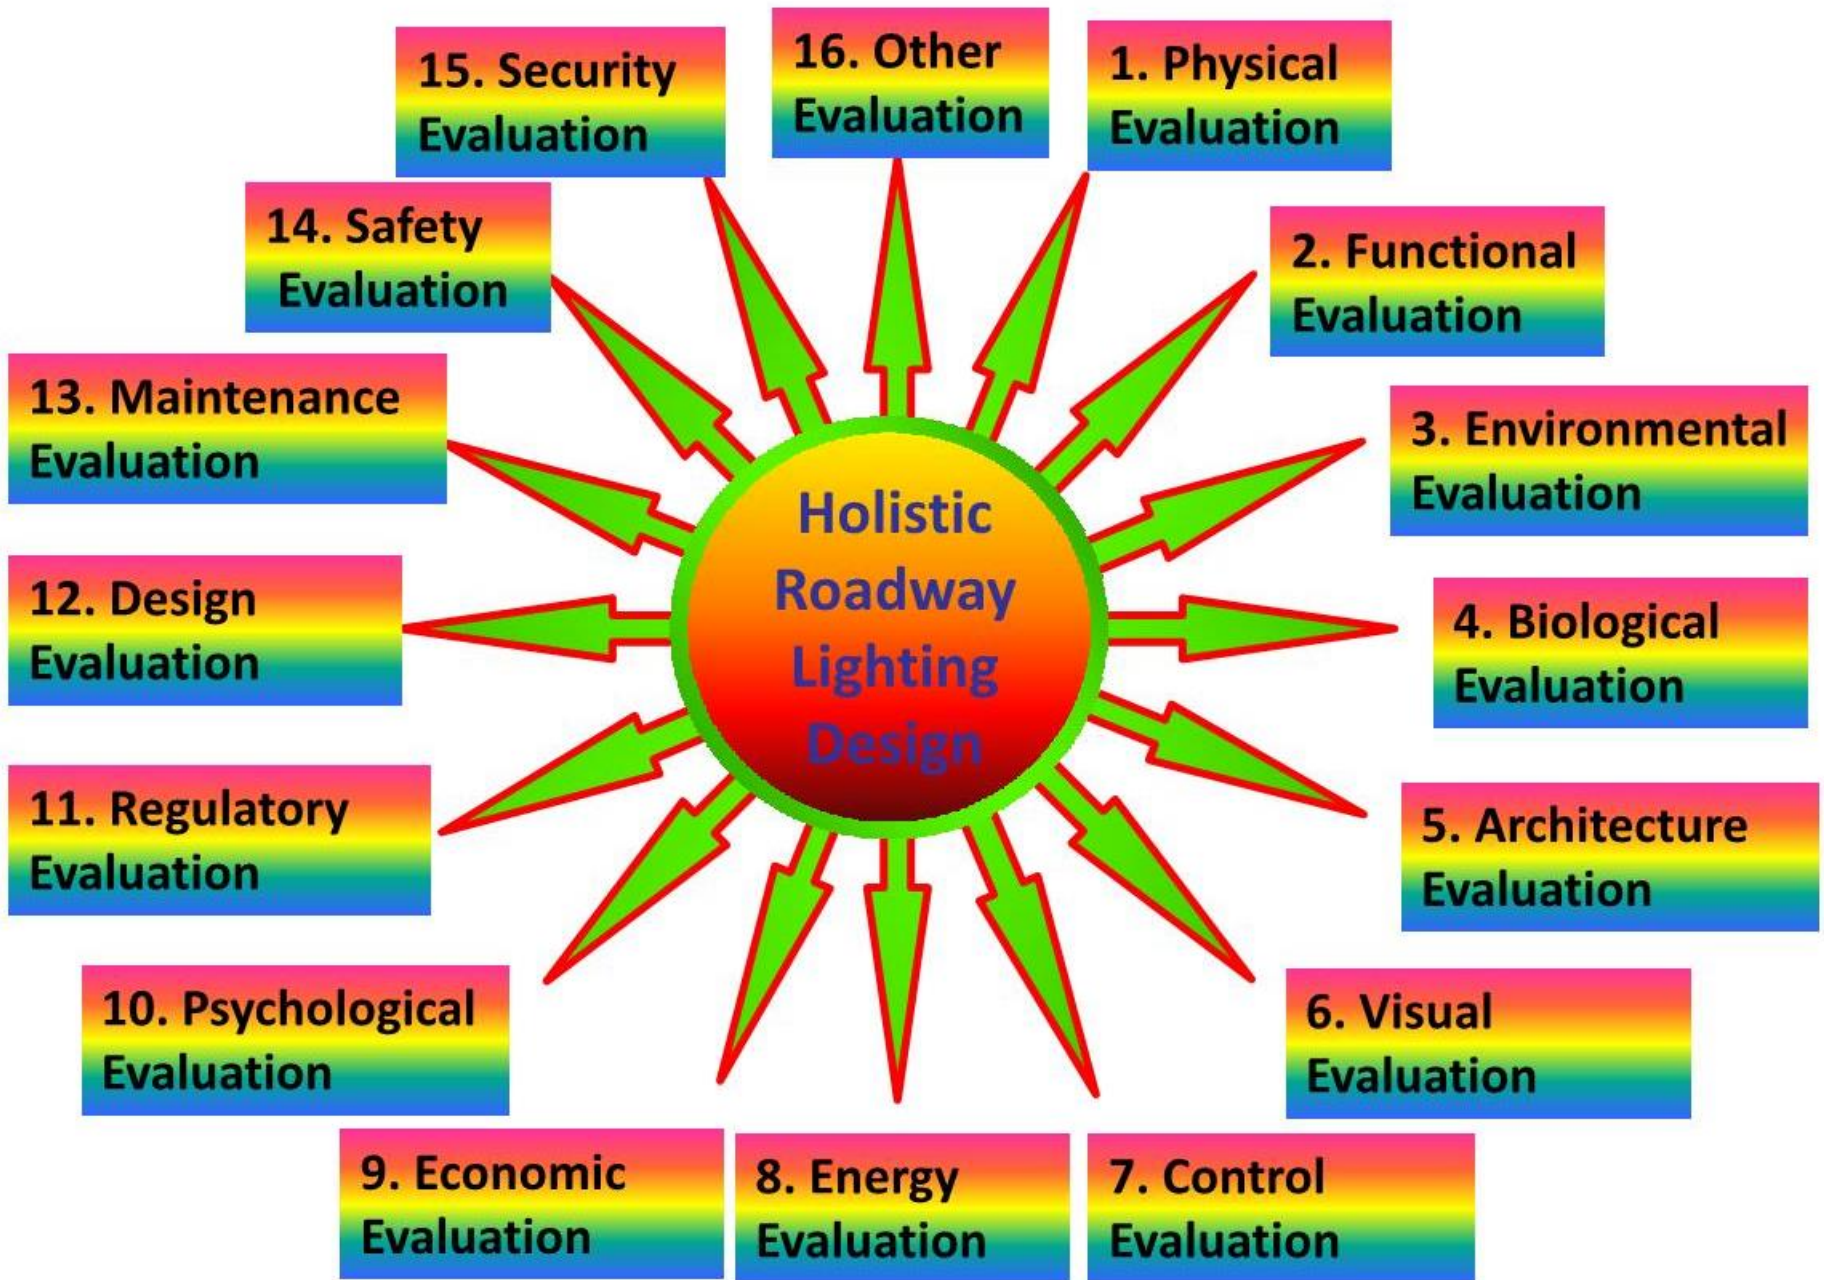 Holistic
Roadway
Lighting
Design
1. Physical
Evaluation
2. Functional
Evaluation
3. Environmental
Evaluation
4. Biological
Evaluation
5. Architecture
Evaluation
6. Visual
Evaluation
7. Control
Evaluation
8. Energy
Evaluation
9. Economic
Evaluation
10. Psychological
Evaluation
11. Regulatory
Evaluation
12. Design
Evaluation
13. Maintenance
Evaluation
14. Safety
Evaluation
15. Security
Evaluation
16. Other
Evaluation